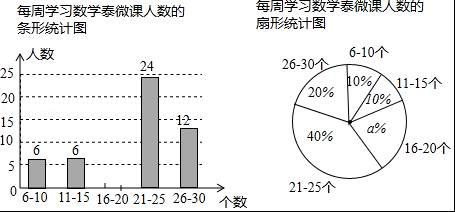 每周学习数学泰微课人数的
条形统计图
人数
25
20
15
10
5
0
6
6
24
12
6-10
11-15
16-20
21-25
26-30
个数
每周学习数学泰微课人数的
扇形统计图
6-10个
26-30个
11-15个
10%
10%
20%
a%
40%
16-20个
21-25个